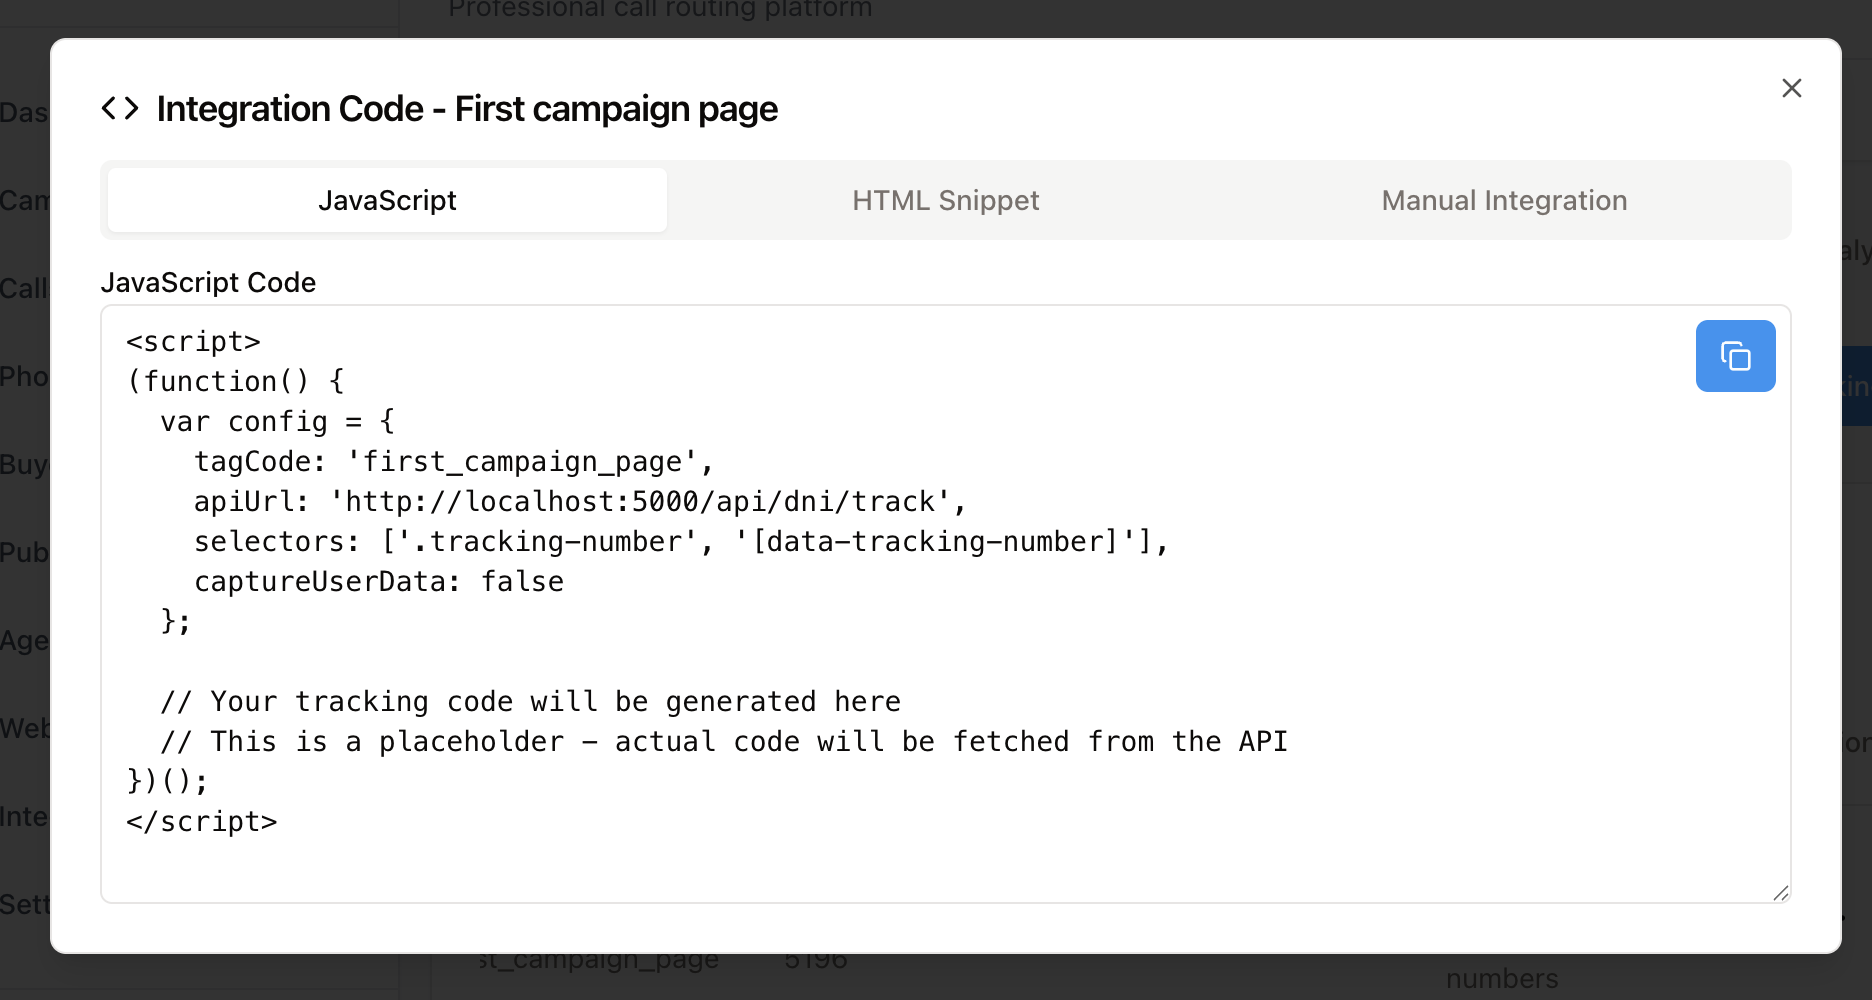 Professional call routing platform
Integration Code - First campaign page
JavaScript
HTML Snippet
Manual Integration
JavaScript Code
<script>
(function() {
  var config = {
    tagCode: 'first_campaign_page',
    apiUrl: 'http://localhost:5000/api/dni/track',
    selectors: ['.tracking-number', '[data-tracking-number]'],
    captureUserData: false
  };

  // Your tracking code will be generated here
  // This is a placeholder - actual code will be fetched from the API
})();
</script>
Das
Cam
Call
Pho
Buy
Pub
Age
Web
Inte
Sett
st_campaign_page
5196
numbers